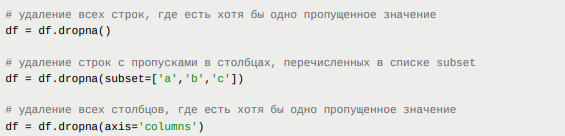 # удаление всех строк, где есть хотя бы одно пропущенное значение
df = df.dropna()
# удаление строк с пропусками в столбцах, перечисленных в списке subset
df = df.dropna(subset=['a','b','c'])
# удаление всех столбцов, где есть хотя бы одно пропущенное значение
df = df.dropna(axis='columns')